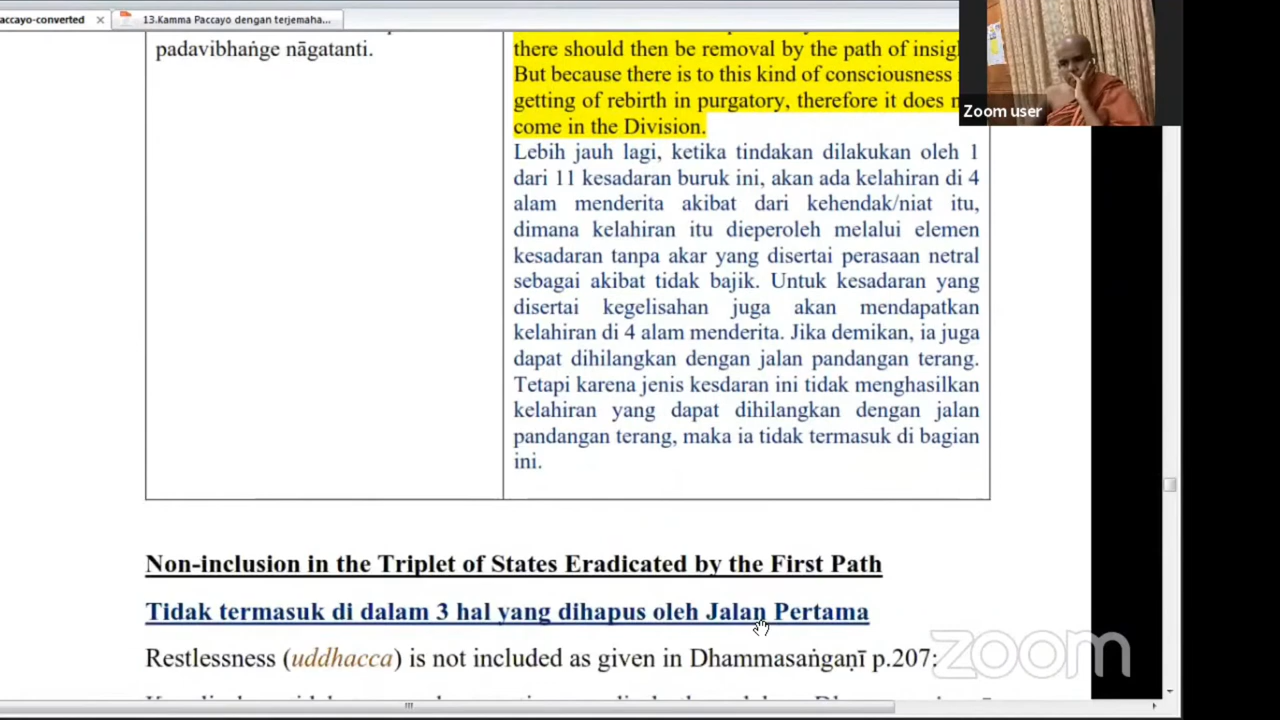 accayo-converted
13.Kamma Paccayo dengan terjemaha...
padavibhaṅge nāgatanti.
there should then be removal by the path of insig
But because there is to this kind of consciousness
getting of rebirth in purgatory, therefore it does
come in the Division.
Lebih jauh lagi, ketika tindakan dilakukan oleh 1
dari 11 kesadaran buruk ini, akan ada kelahiran di 4
alam menderita akibat dari kehendak/niat itu,
dimana kelahiran itu dieperoleh melalui elemen
kesadaran tanpa akar yang disertai perasaan netral
sebagai akibat tidak bajik. Untuk kesadaran yang
disertai kegelisahan juga akan mendapatkan
kelahiran di 4 alam menderita. Jika demikan, ia juga
dapat dihilangkan dengan jalan pandangan terang.
Tetapi karena jenis kesdaran ini tidak menghasilkan
kelahiran yang dapat dihilangkan dengan jalan
pandangan terang, maka ia tidak termasuk di bagian
ini.
Non-inclusion in the Triplet of States Eradicated by the First Path
Tidak termasuk di dalam 3 hal yang dihapus oleh Jalan Pertama
Restlessness (uddhacca) is not included as given in Dhammasaṅgaṇī p.207:
Zoom user
zoom